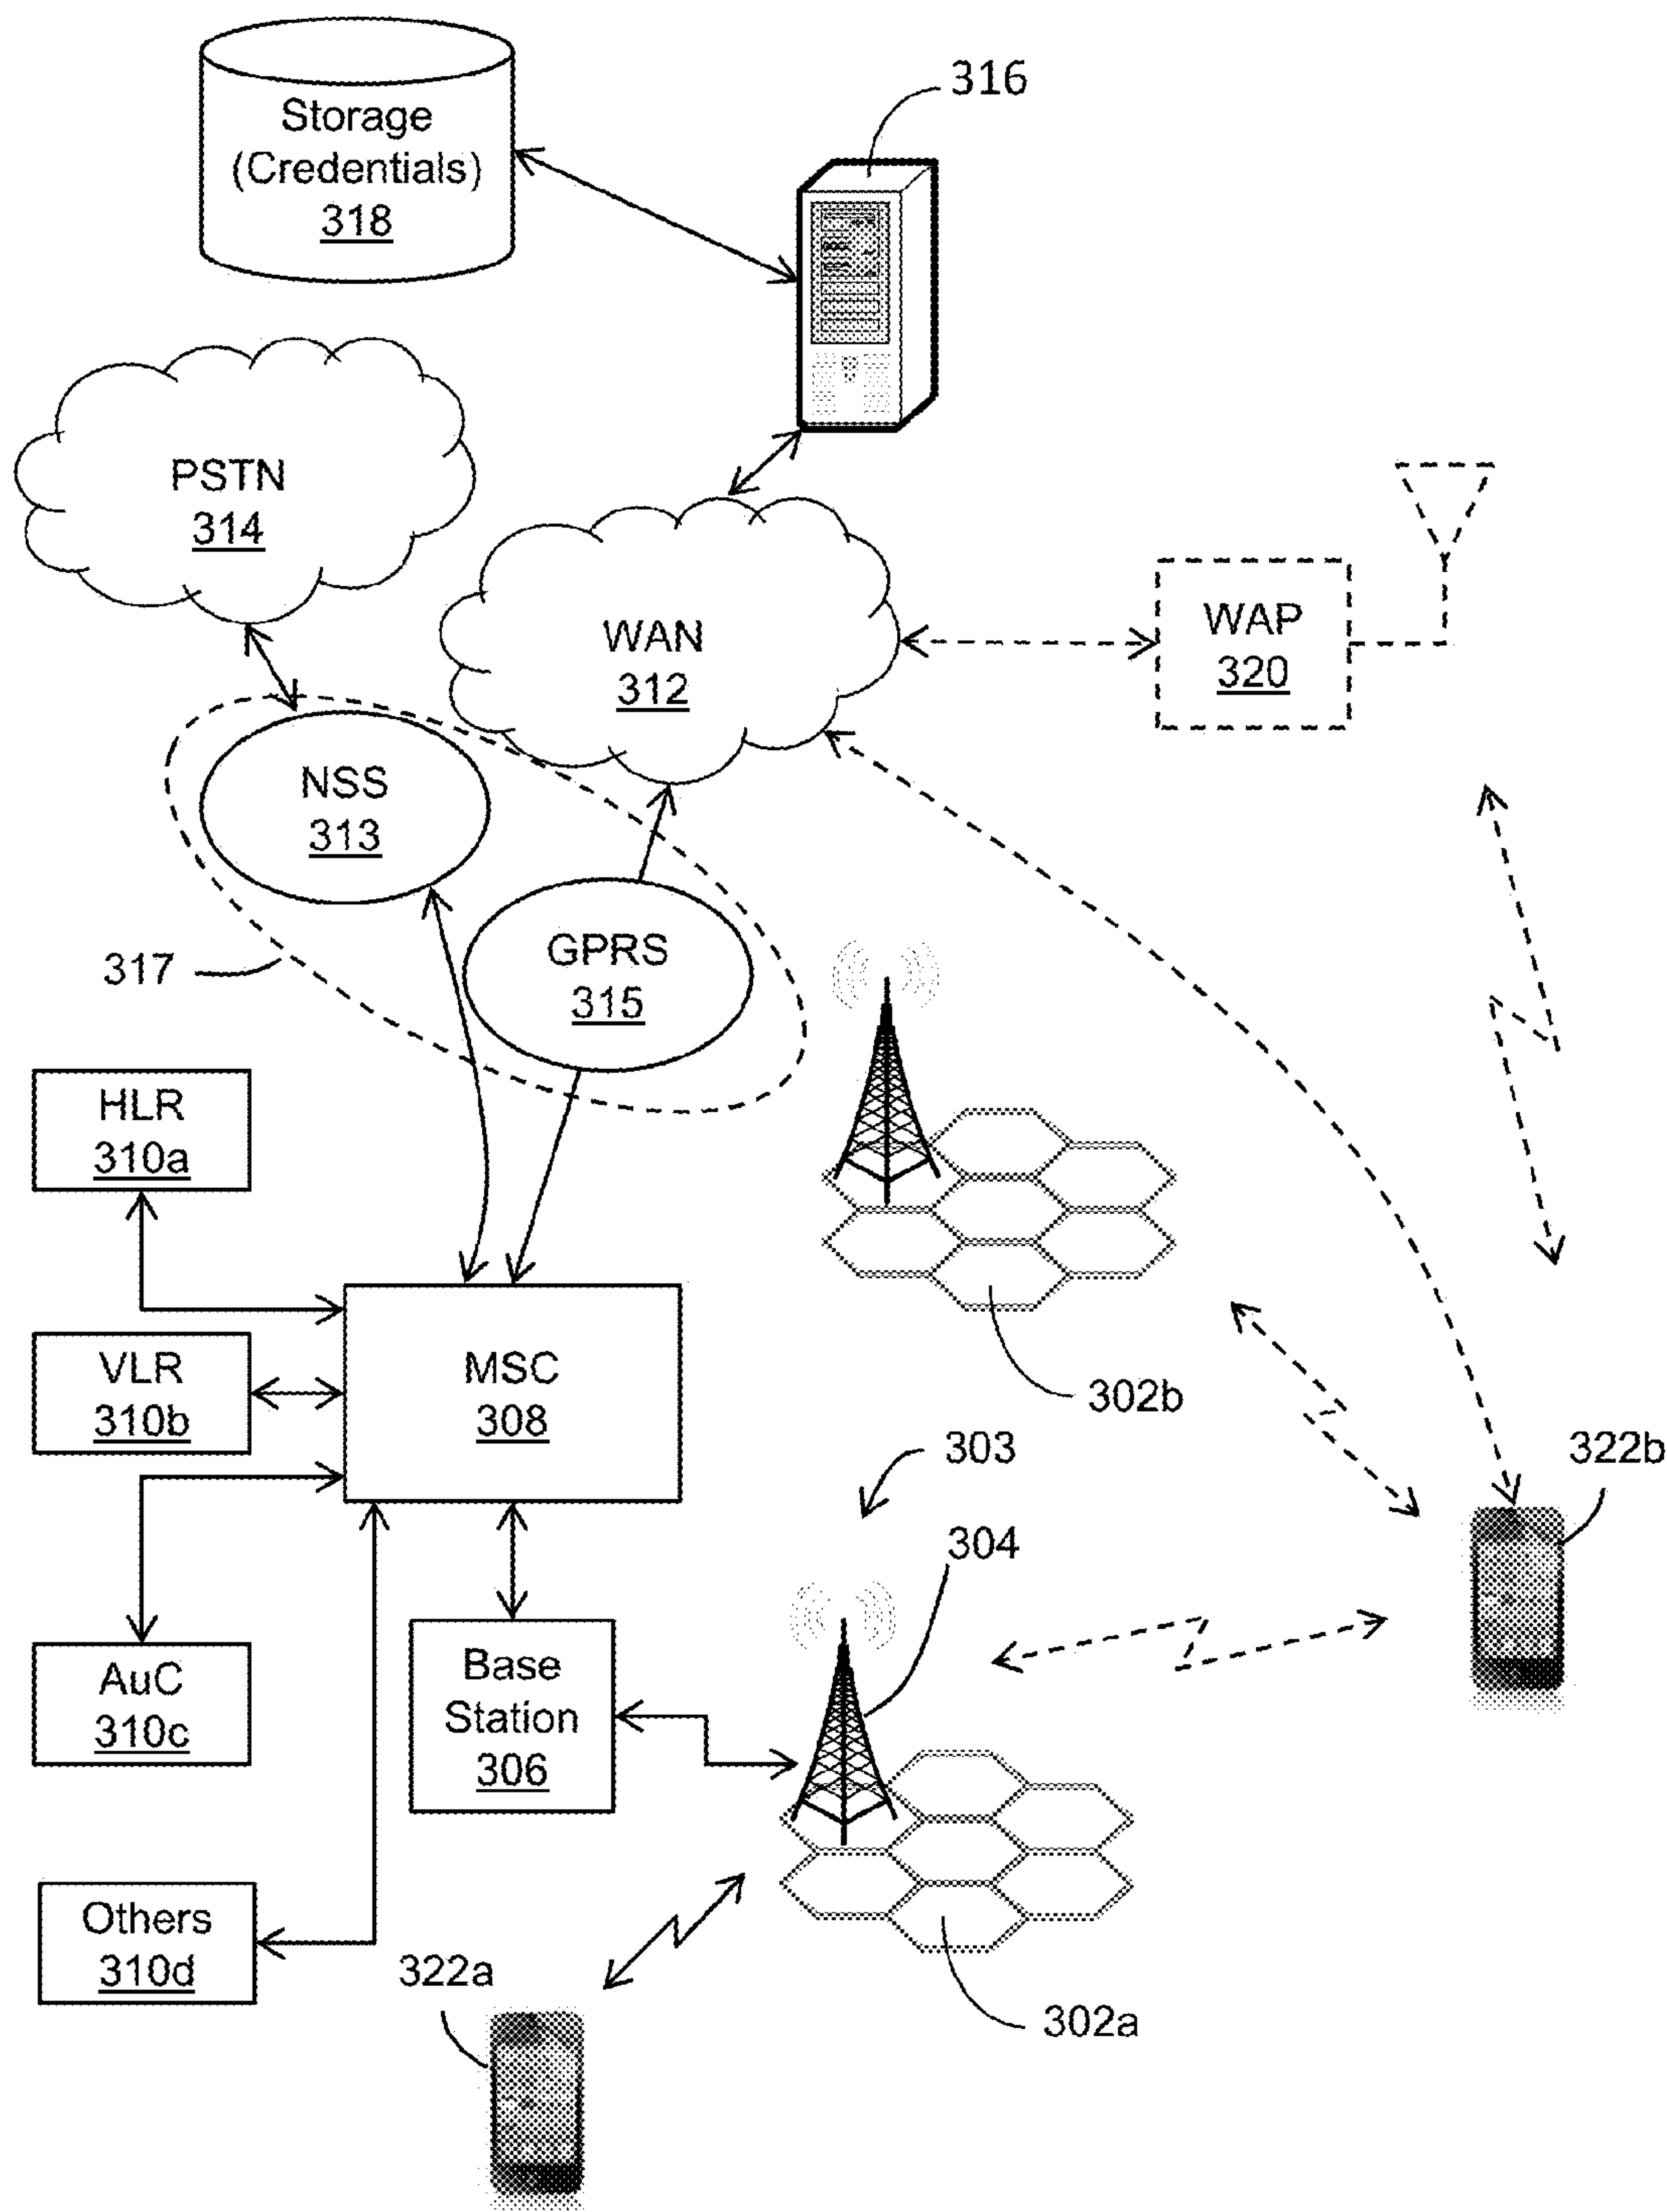 316
Storage
(Credentials)
318
PSTN
314
WAN
312
WAP
320
NSS
313
GPRS
315
317
HLR
310a
VLR
310b
MSC
308
302b
303
322b
304
AuC
310c
Base
Station
306
Others
310d
322a
302a